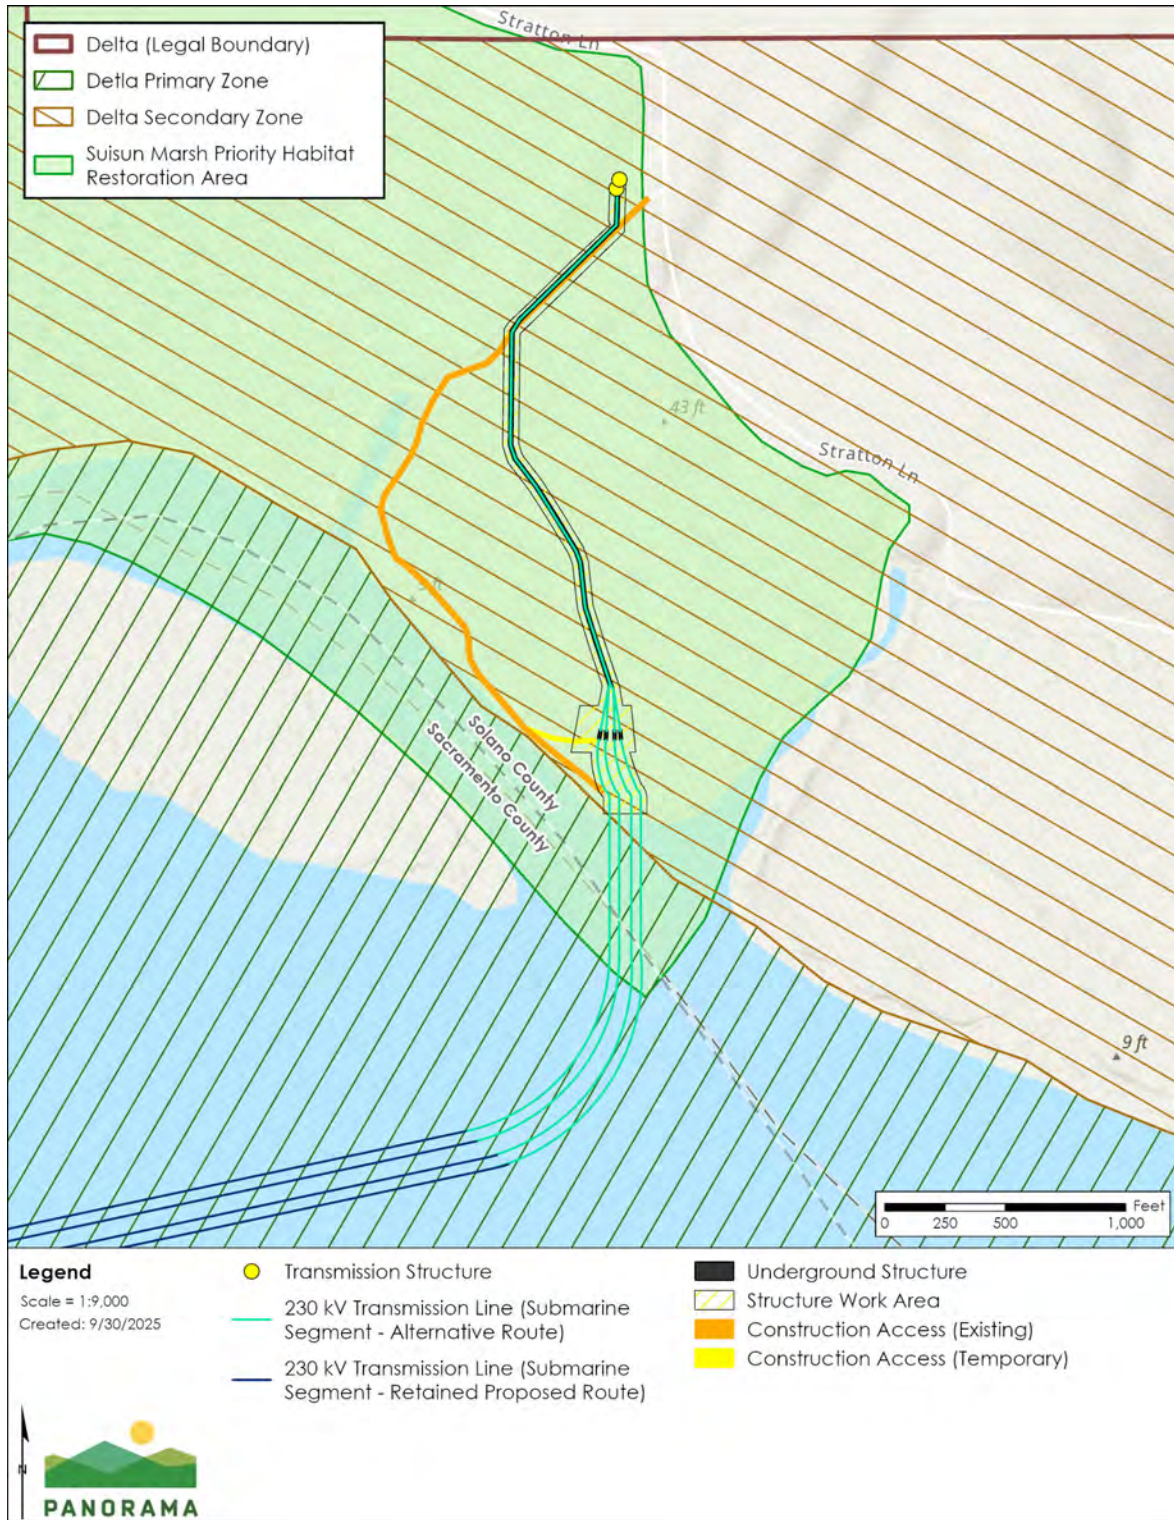 Delta (Legal Boundary)
Detla Primary Zone
Delta Secondary Zone
Suisun Marsh Priority Habitat
Restoration Area
Stratton Ln
43 ft
Stratton Ln
5 ft
Solano County
Sacramento County
9 ft
Feet
0 250 500 1,000
Legend
Scale = 1:9,000
Created: 9/30/2025
Transmission Structure
230 kV Transmission Line (Submarine
Segment - Alternative Route)
230 kV Transmission Line (Submarine
Segment - Retained Proposed Route)
Underground Structure
Structure Work Area
Construction Access (Existing)
Construction Access (Temporary)
N
PANORAMA